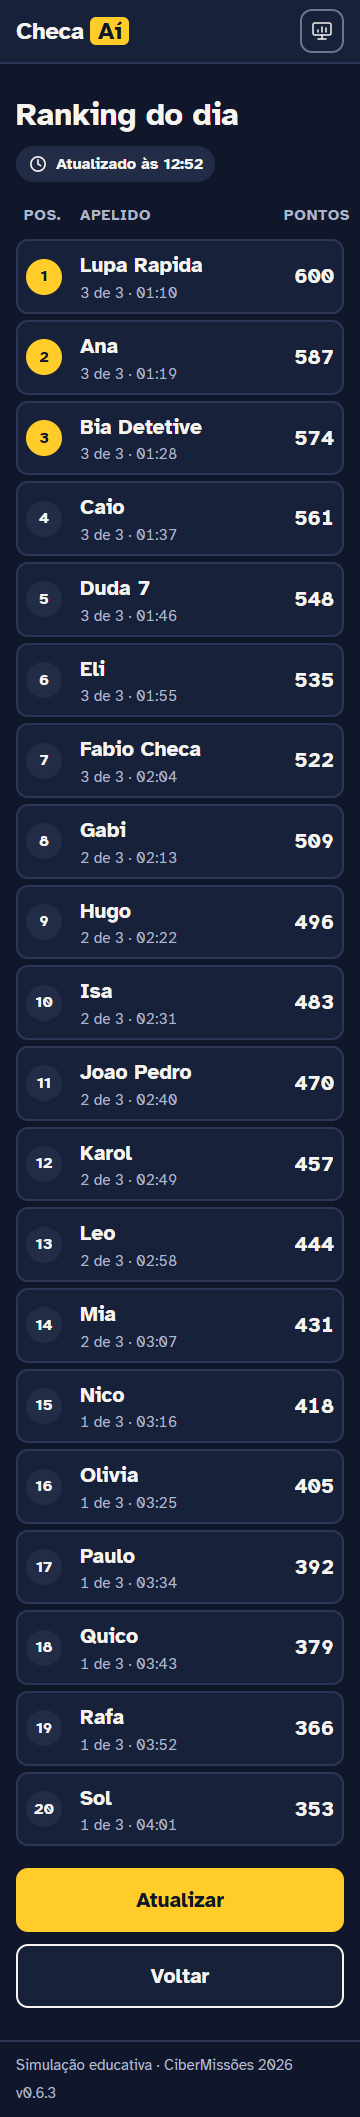 Checa Aí
Ranking do dia
Atualizado às 12:52
POS. APELIDO PONTOS
1 Lupa Rapida 600
3 de 3 · 01:10
2 Ana 587
3 de 3 · 01:19
3 Bia Detetive 574
3 de 3 · 01:28
4 Caio 561
3 de 3 · 01:37
5 Duda 7 548
3 de 3 · 01:46
6 Eli 535
3 de 3 · 01:55
7 Fabio Checa 522
3 de 3 · 02:04
8 Gabi 509
2 de 3 · 02:13
9 Hugo 496
2 de 3 · 02:22
10 Isa 483
2 de 3 · 02:31
11 Joao Pedro 470
2 de 3 · 02:40
12 Karol 457
2 de 3 · 02:49
13 Leo 444
2 de 3 · 02:58
14 Mia 431
2 de 3 · 03:07
15 Nico 418
1 de 3 · 03:16
16 Olivia 405
1 de 3 · 03:25
17 Paulo 392
1 de 3 · 03:34
18 Quico 379
1 de 3 · 03:43
19 Rafa 366
1 de 3 · 03:52
20 Sol 353
1 de 3 · 04:01
Atualizar
Voltar
Simulação educativa · CiberMissões 2026
v0.6.3